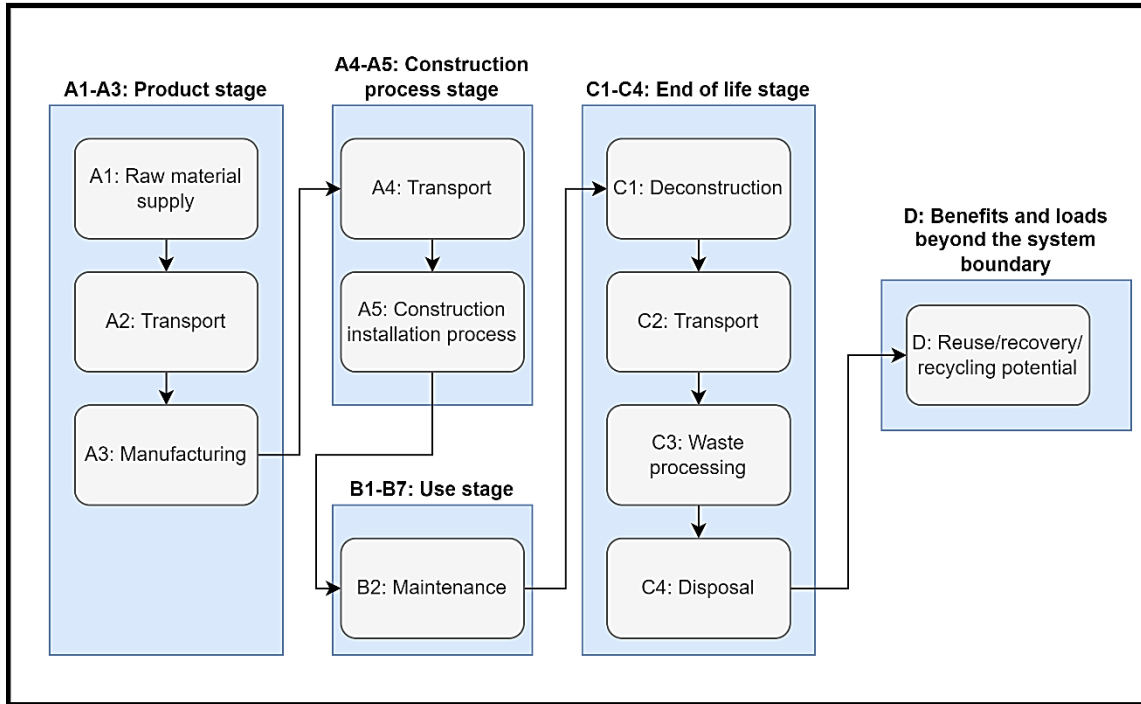 A1-A3: Product stage
A1: Raw material
supply
A2: Transport
A3: Manufacturing
A4-A5: Construction
process stage
A4: Transport
A5: Construction
installation process
B1-B7: Use stage
B2: Maintenance
C1-C4: End of life stage
C1: Deconstruction
C2: Transport
C3: Waste
processing
C4: Disposal
D: Benefits and loads
beyond the system
boundary
D: Reuse/recovery/
recycling potential